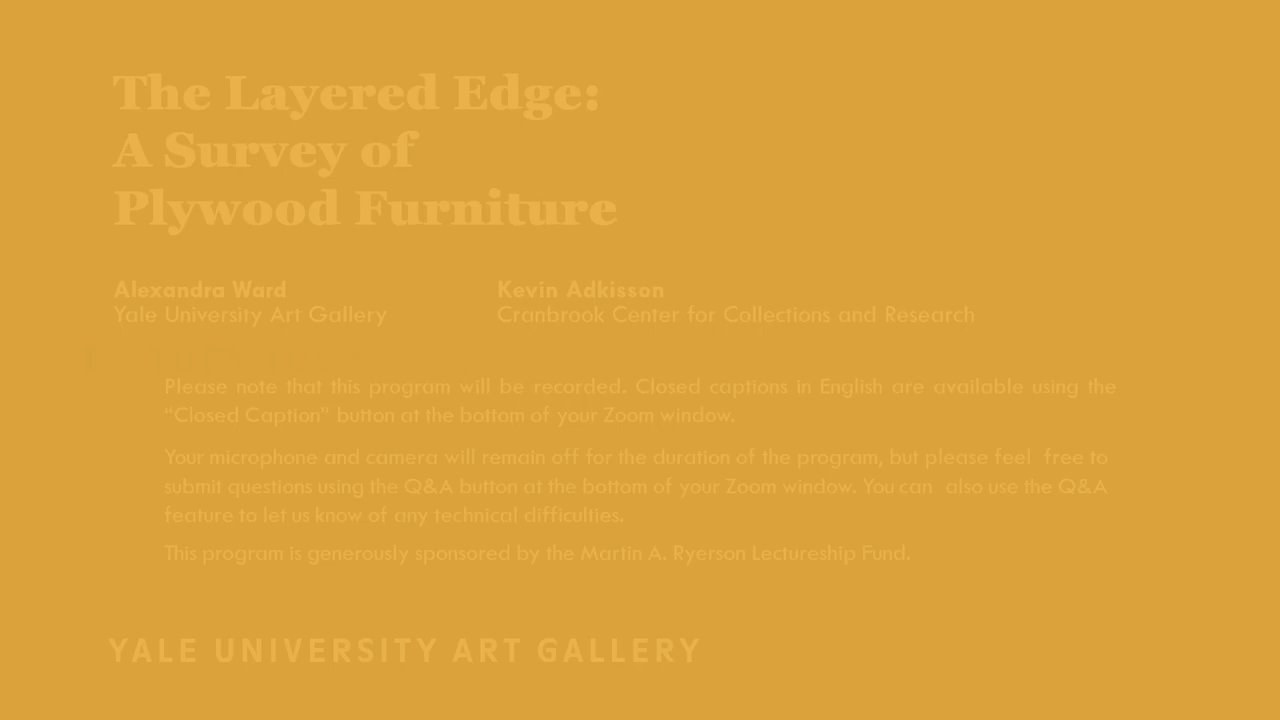 The Layered Edge:
A Survey of
Plywood Furniture
Alexandra Ward
Yale University Art Gallery
Kevin Adkisson
Cranbrook Center for Collections and Research
Please note that this program will be recorded. Closed captions in English are available using the
“Closed Caption” button at the bottom of your Zoom window.
Your microphone and camera will remain off for the duration of the program, but please feel free to
submit questions using the Q&A button at the bottom of your Zoom window. You can also use the Q&A
feature to let us know of any technical difficulties.
This program is generously sponsored by the Martin A. Ryerson Lectureship Fund.
YALE UNIVERSITY ART GALLERY